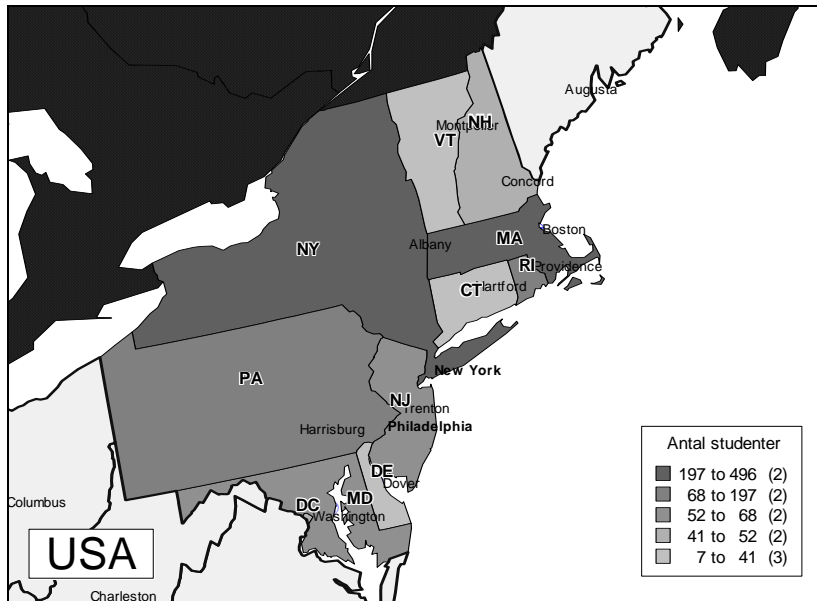 Augusta
NH
Montpelier
VT
Concord
Boston
MA
Albany
NY
RI
Providence
CT
Hartford
New York
PA
NJ
Trenton
Philadelphia
Harrisburg
DE
Dover
MD
DC
Washington
Columbus
USA
Charleston
Antal studenter
197 to 496 (2)
68 to 197 (2)
52 to 68 (2)
41 to 52 (2)
7 to 41 (3)